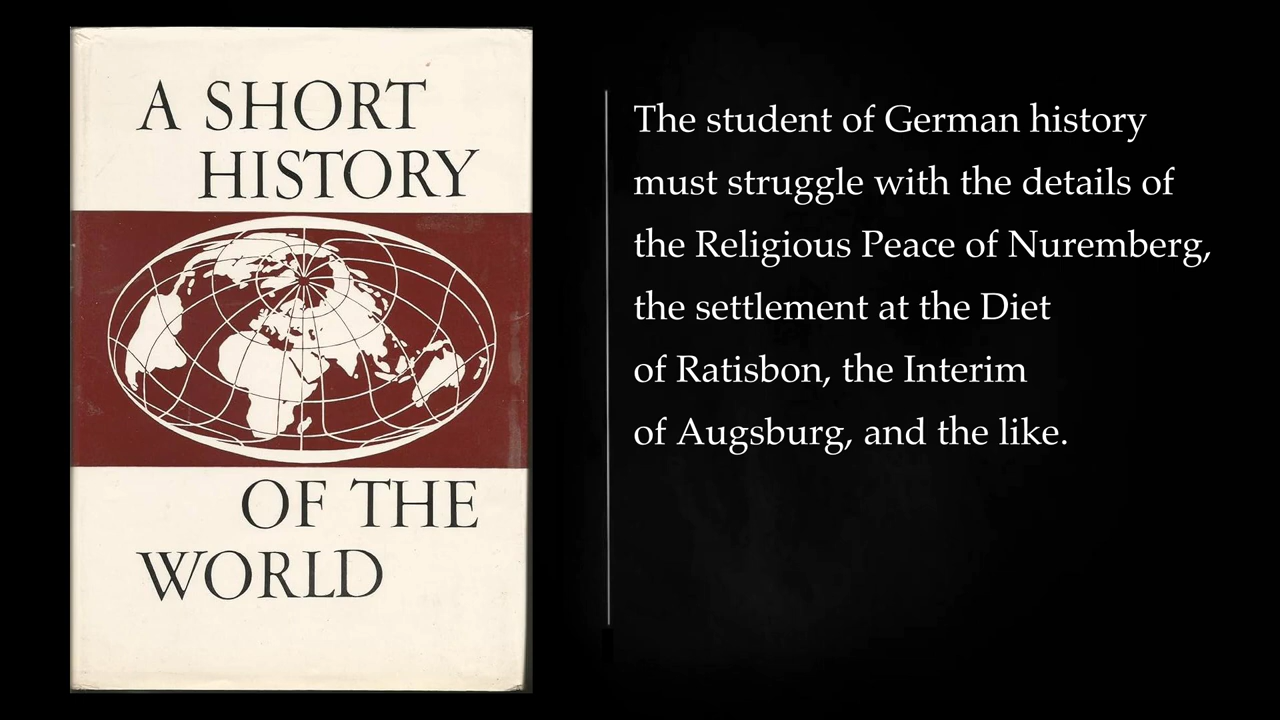 A SHORT
HISTORY
OF THE
WORLD
The student of German history
must struggle with the details of
the Religious Peace of Nuremberg,
the settlement at the Diet
of Ratisbon, the Interim
of Augsburg, and the like.